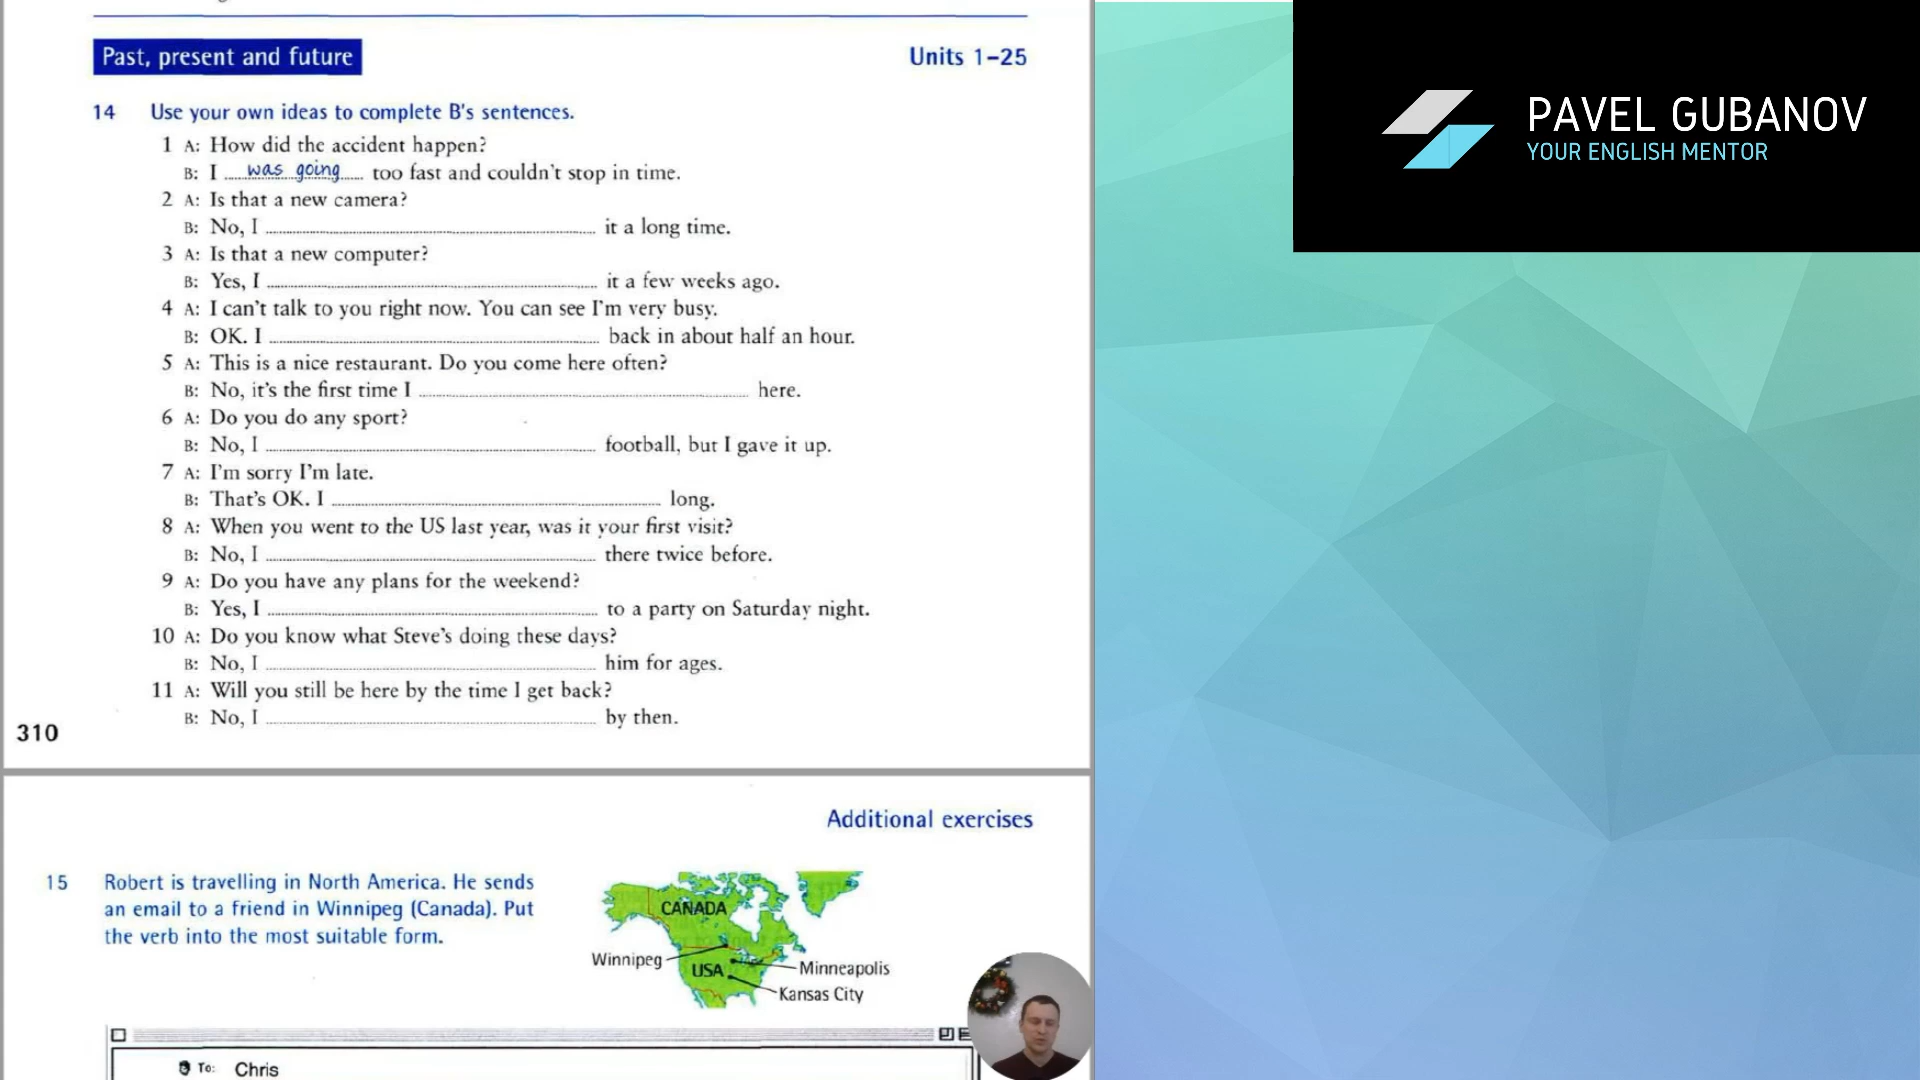 Past, present and future
Units 1–25
14 Use your own ideas to complete B's sentences.
1 A: How did the accident happen?
B: I was going too fast and couldn't stop in time.
2 A: Is that a new camera?
B: No, I it a long time.
3 A: Is that a new computer?
B: Yes, I it a few weeks ago.
4 A: I can't talk to you right now. You can see I'm very busy.
B: OK. I back in about half an hour.
5 A: This is a nice restaurant. Do you come here often?
B: No, it's the first time I here.
6 A: Do you do any sport?
B: No, I football, but I gave it up.
7 A: I'm sorry I'm late.
B: That's OK. I long.
8 A: When you went to the US last year, was it your first visit?
B: No, I there twice before.
9 A: Do you have any plans for the weekend?
B: Yes, I to a party on Saturday night.
10 A: Do you know what Steve's doing these days?
B: No, I him for ages.
11 A: Will you still be here by the time I get back?
B: No, I by then.
310
Additional exercises
15 Robert is travelling in North America. He sends
an email to a friend in Winnipeg (Canada). Put
the verb into the most suitable form.
CANADA
Winnipeg
USA
Minneapolis
Kansas City
To: Chris
PAVEL GUBANOV
YOUR ENGLISH MENTOR